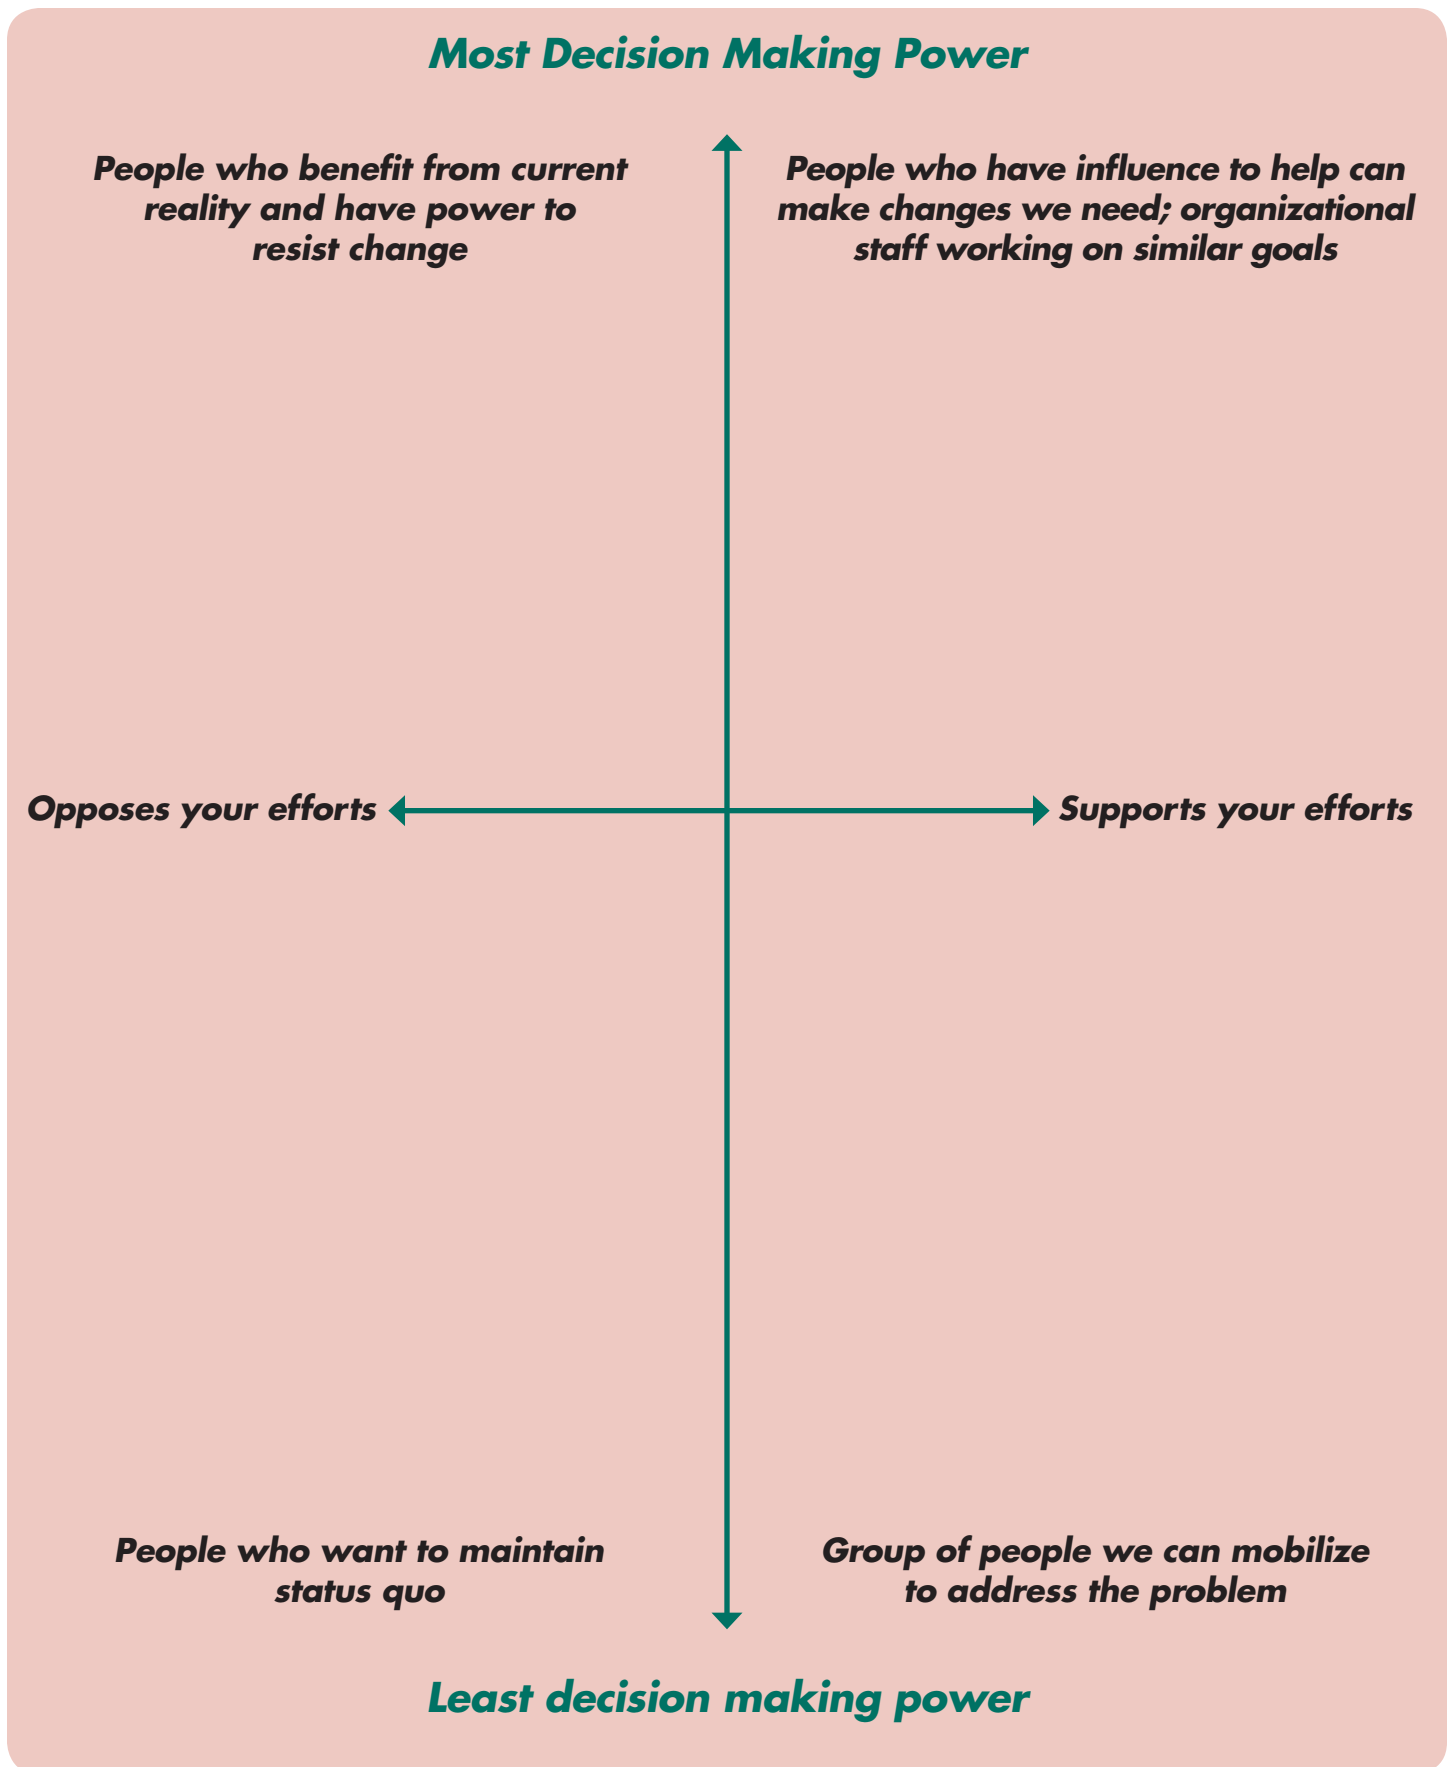 Most Decision Making Power
People who benefit from current
reality and have power to
resist change
People who have influence to help can
make changes we need; organizational
staff working on similar goals
Opposes your efforts
Supports your efforts
People who want to maintain
status quo
Group of people we can mobilize
to address the problem
Least decision making power